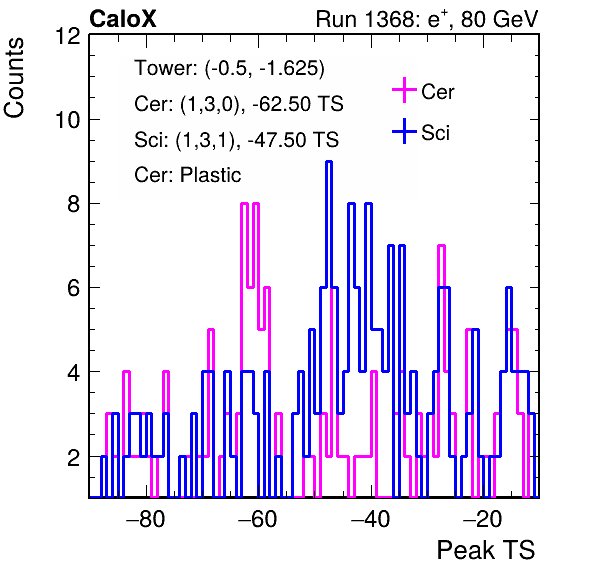 CaloX Run 1368: e⁺, 80 GeV
Counts
12
10
8
6
4
2
Tower: (-0.5, -1.625)
Cer: (1,3,0), -62.50 TS
Sci: (1,3,1), -47.50 TS
Cer: Plastic
Cer
Sci
−80 −60 −40 −20
Peak TS